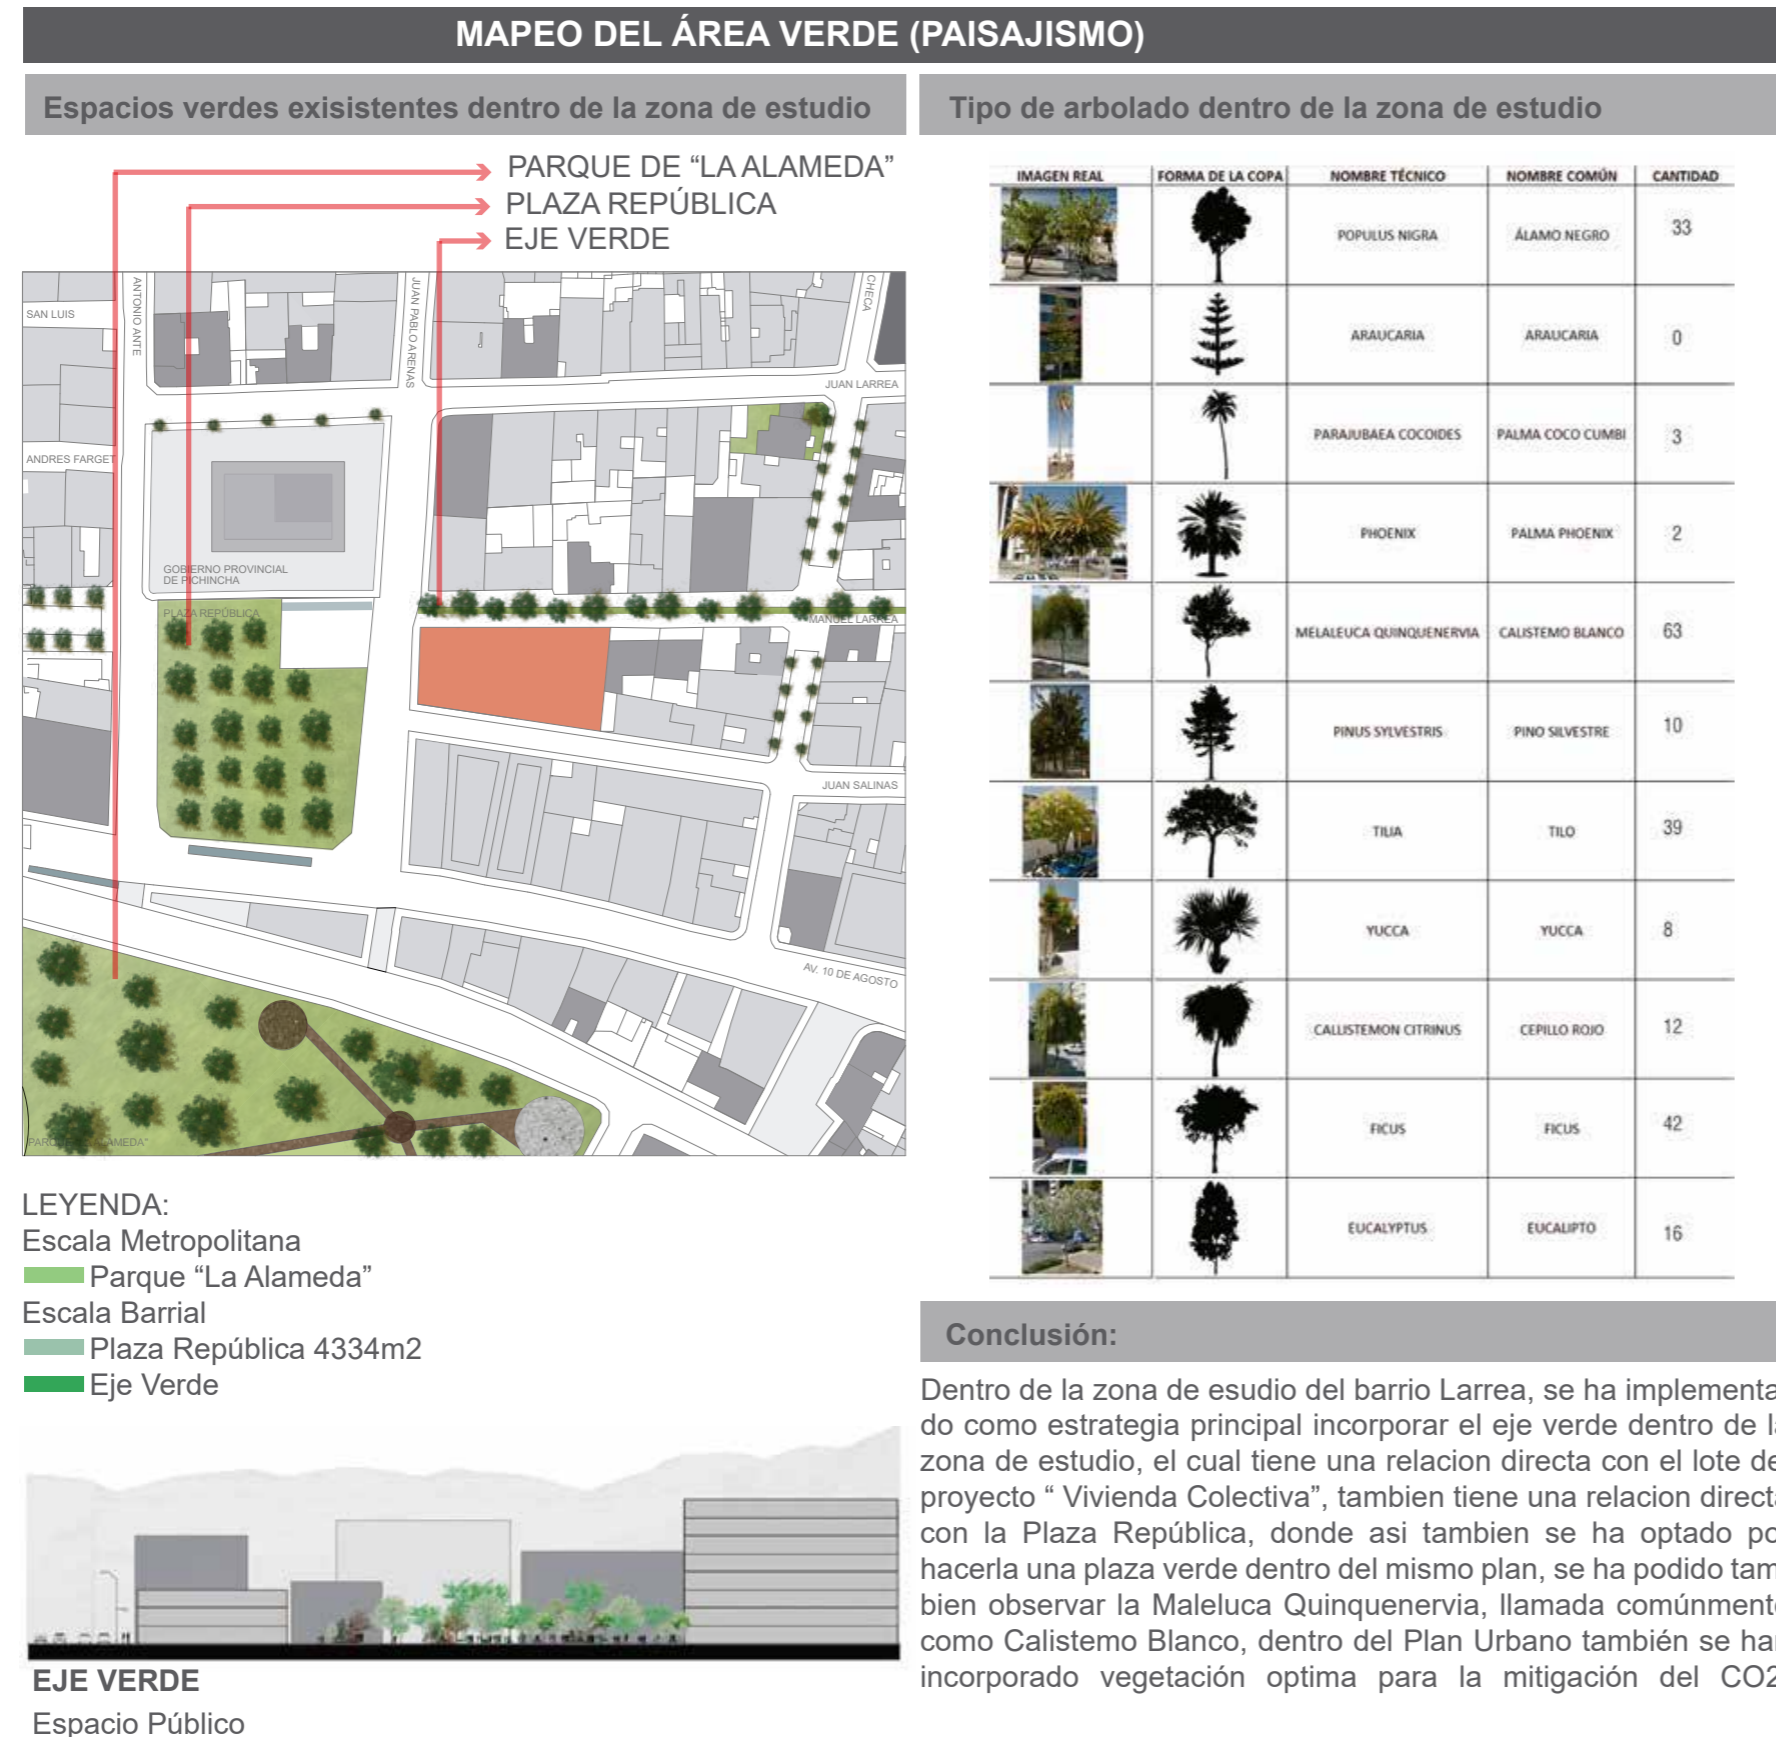 MAPEO DEL ÁREA VERDE (PAISAJISMO)
Espacios verdes exisistentes dentro de la zona de estudio
PARQUE DE “LA ALAMEDA”
PLAZA REPÚBLICA
EJE VERDE
SAN LUIS
ANTONIO ANTE
JUAN PABLO ARENAS
CHECA
JUAN LARREA
ANDRES FARGET
GOBIERNO PROVINCIAL
DE PICHINCHA
PLAZA REPÚBLICA
MANUEL LARREA
JUAN SALINAS
AV. 10 DE AGOSTO
LEYENDA:
Escala Metropolitana
Parque “La Alameda”
Escala Barrial
Plaza República 4334m2
Eje Verde
EJE VERDE
Espacio Público
Tipo de arbolado dentro de la zona de estudio
IMAGEN REAL FORMA DE LA COPA NOMBRE TÉCNICO NOMBRE COMÚN CANTIDAD
POPULUS NIGRA ÁLAMO NEGRO 33
ARAUCARIA ARAUCARIA 0
PARAJUBAEA COCOIDES PALMA COCO CUMBI 3
PHOENIX PALMA PHOENIX 2
MELALEUCA QUINQUENERVIA CALISTEMO BLANCO 63
PINUS SYLVESTRIS PINO SILVESTRE 10
TILIA TILO 39
YUCCA YUCCA 8
CALLISTEMON CITRINUS CEPILLO ROJO 12
FICUS FICUS 42
EUCALYPTUS EUCALIPTO 16
Conclusión:
Dentro de la zona de esudio del barrio Larrea, se ha implementa
do como estrategia principal incorporar el eje verde dentro de la
zona de estudio, el cual tiene una relacion directa con el lote de
proyecto “ Vivienda Colectiva”, tambien tiene una relacion directa
con la Plaza República, donde asi tambien se ha optado po
hacerla una plaza verde dentro del mismo plan, se ha podido tam
bien observar la Maleluca Quinquenervia, llamada comúnmente
como Calistemo Blanco, dentro del Plan Urbano también se han
incorporado vegetación optima para la mitigación del CO2